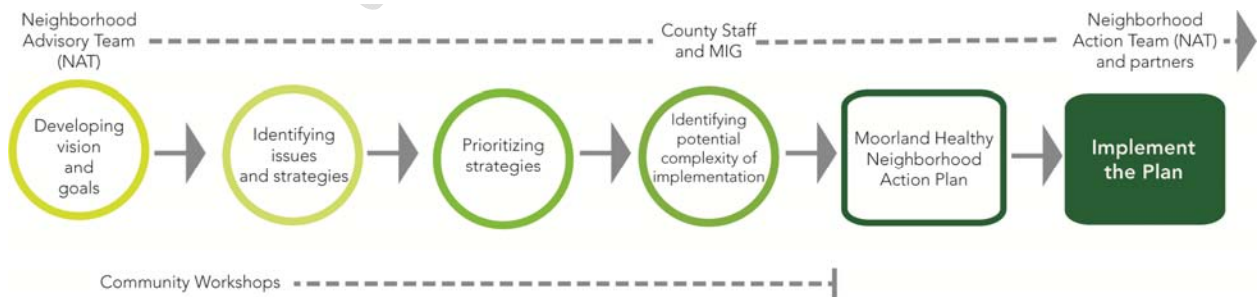 Neighborhood
Advisory Team
(NAT)
County Staff
and MIG
Neighborhood
Action Team (NAT)
and partners
Developing
vision
and
goals
Identifying
issues
and strategies
Prioritizing
strategies
Identifying
potential
complexity of
implementation
Moorland Healthy
Neighborhood
Action Plan
Implement
the Plan
Community Workshops